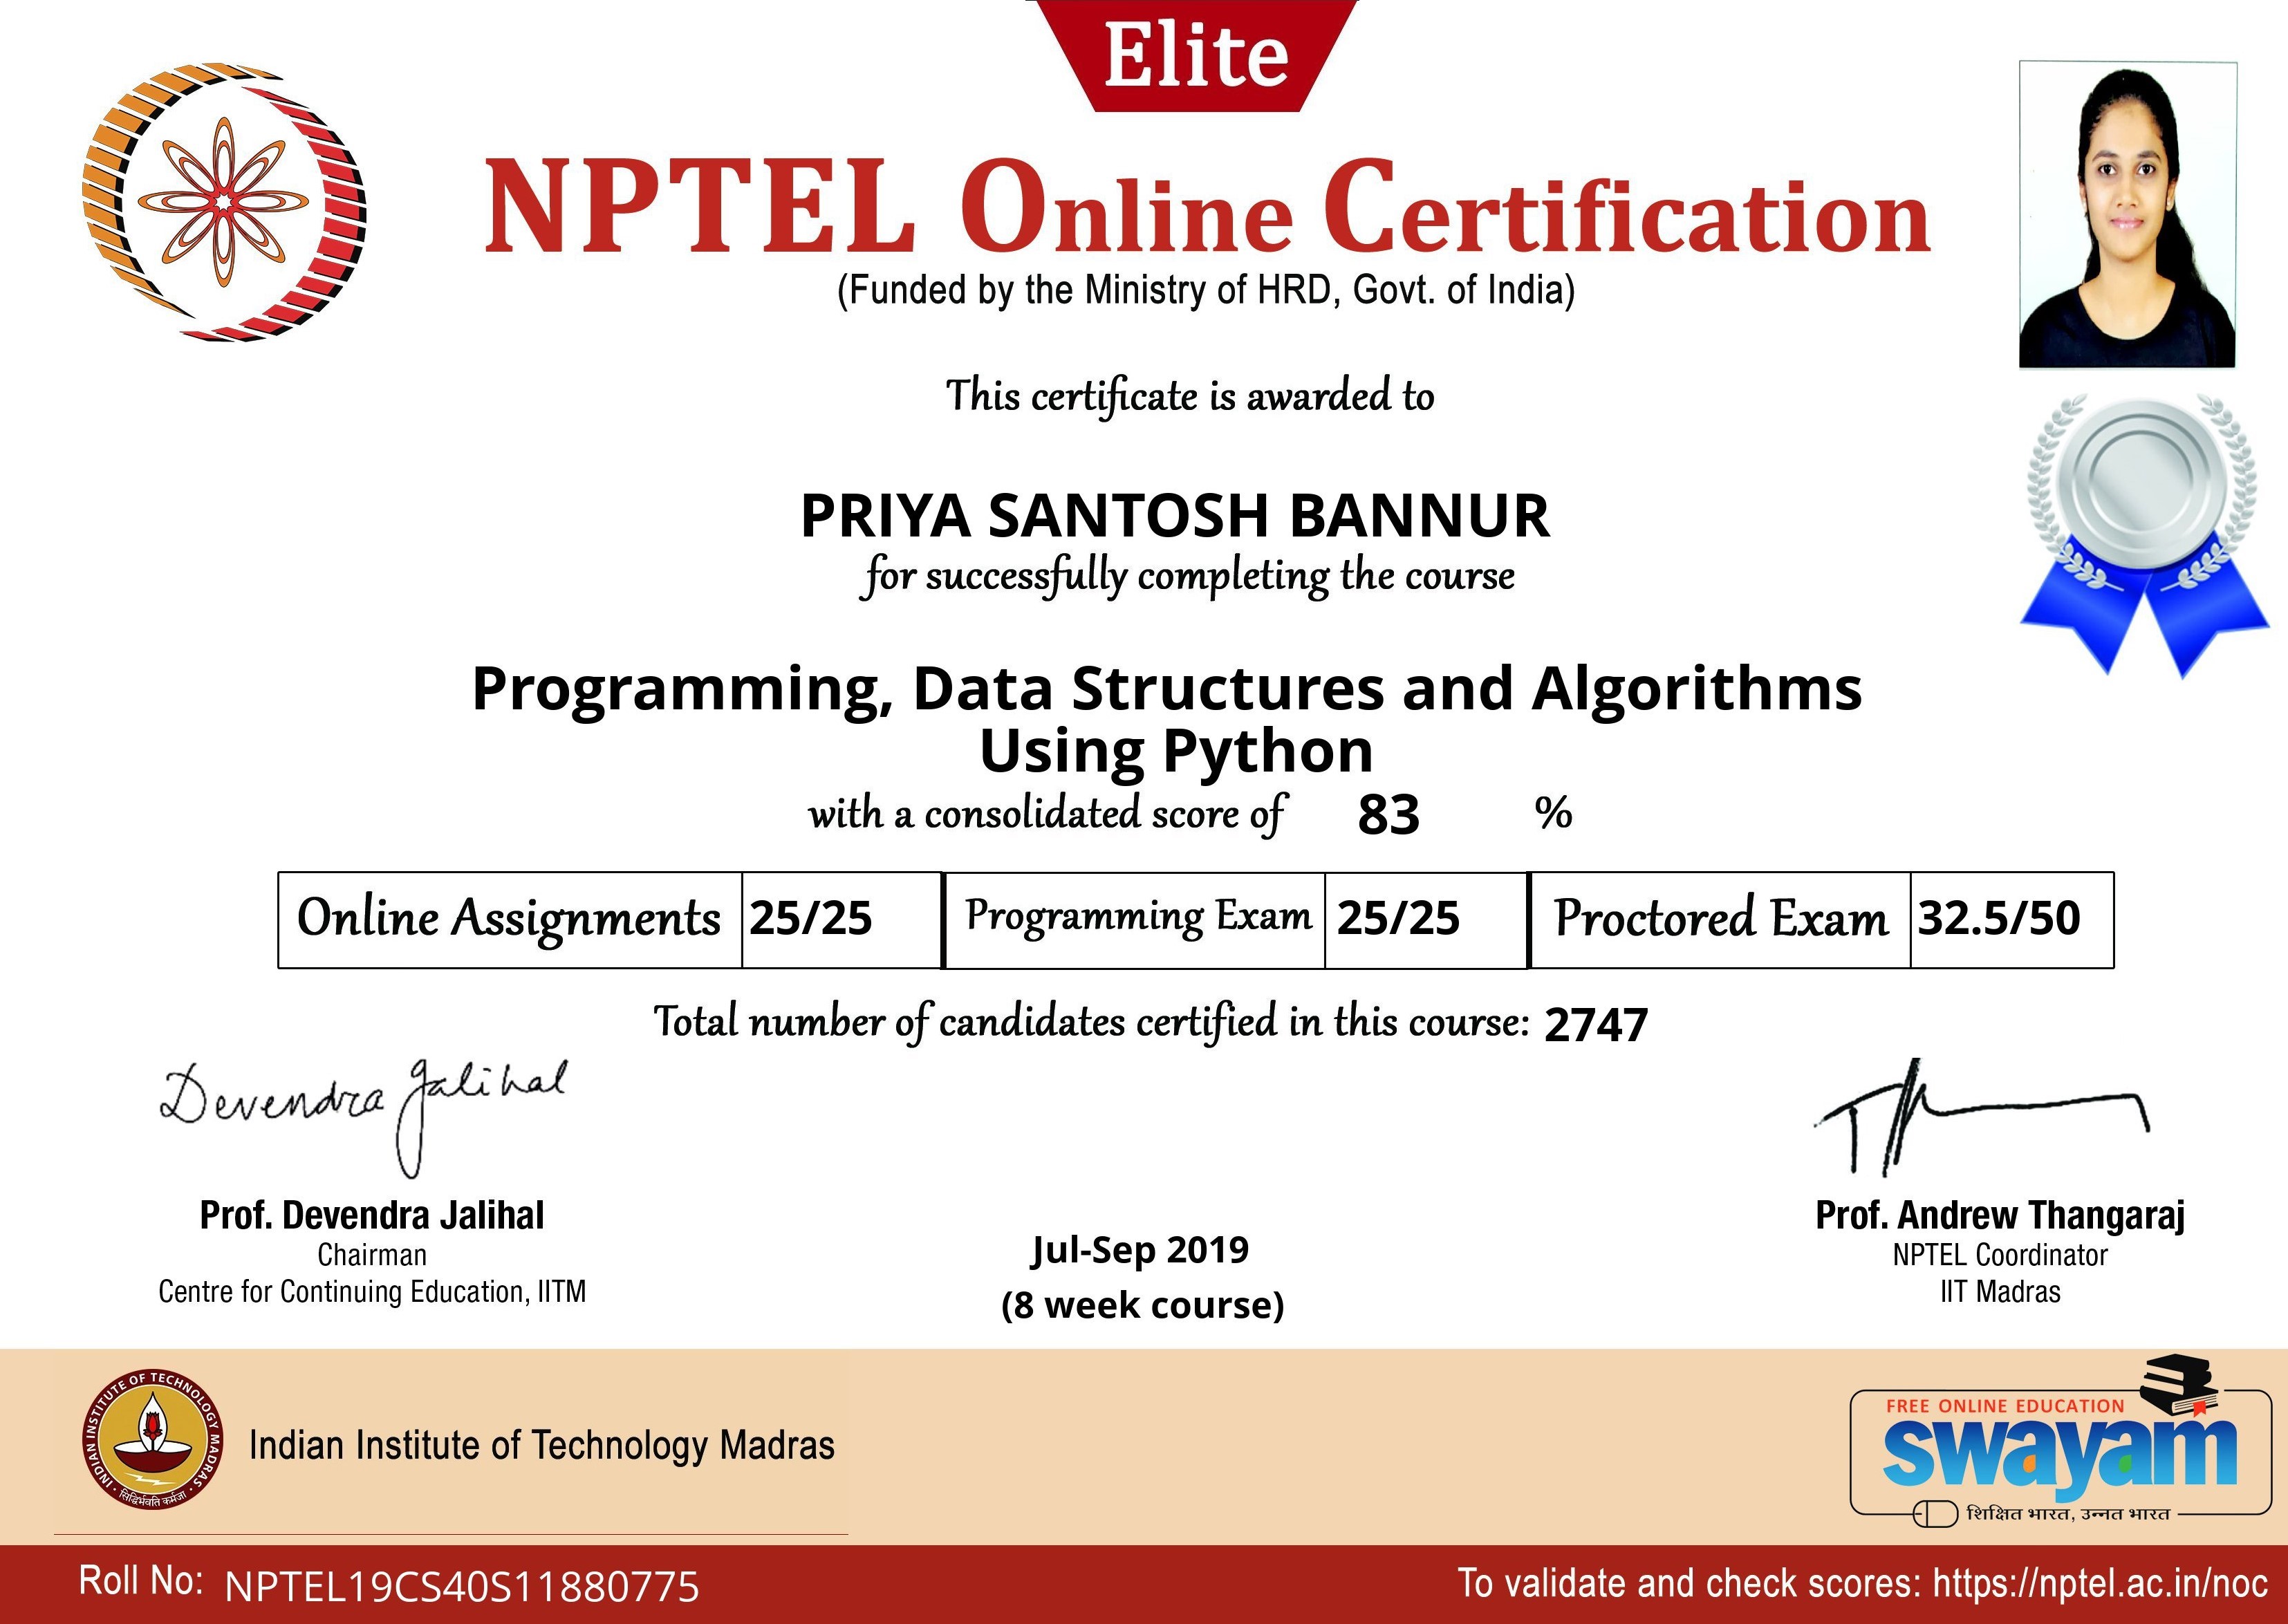 Elite
NPTEL Online Certification
(Funded by the Ministry of HRD, Govt. of India)
This certificate is awarded to
PRIYA SANTOSH BANNUR
for successfully completing the course
Programming, Data Structures and Algorithms
Using Python
with a consolidated score of 83 %
Online Assignments 25/25 Programming Exam 25/25 Proctored Exam 32.5/50
Total number of candidates certified in this course: 2747
Devendra Jalihal
Prof. Devendra Jalihal
Chairman
Centre for Continuing Education, IITM
Jul-Sep 2019
(8 week course)
Prof. Andrew Thangaraj
NPTEL Coordinator
IIT Madras
INDIAN INSTITUTE OF TECHNOLOGY MADRAS
सिद्धिर्भवति कर्मजा
Indian Institute of Technology Madras
FREE ONLINE EDUCATION
swayam
शिक्षित भारत, उन्नत भारत
Roll No: NPTEL19CS40S11880775
To validate and check scores: https://nptel.ac.in/noc